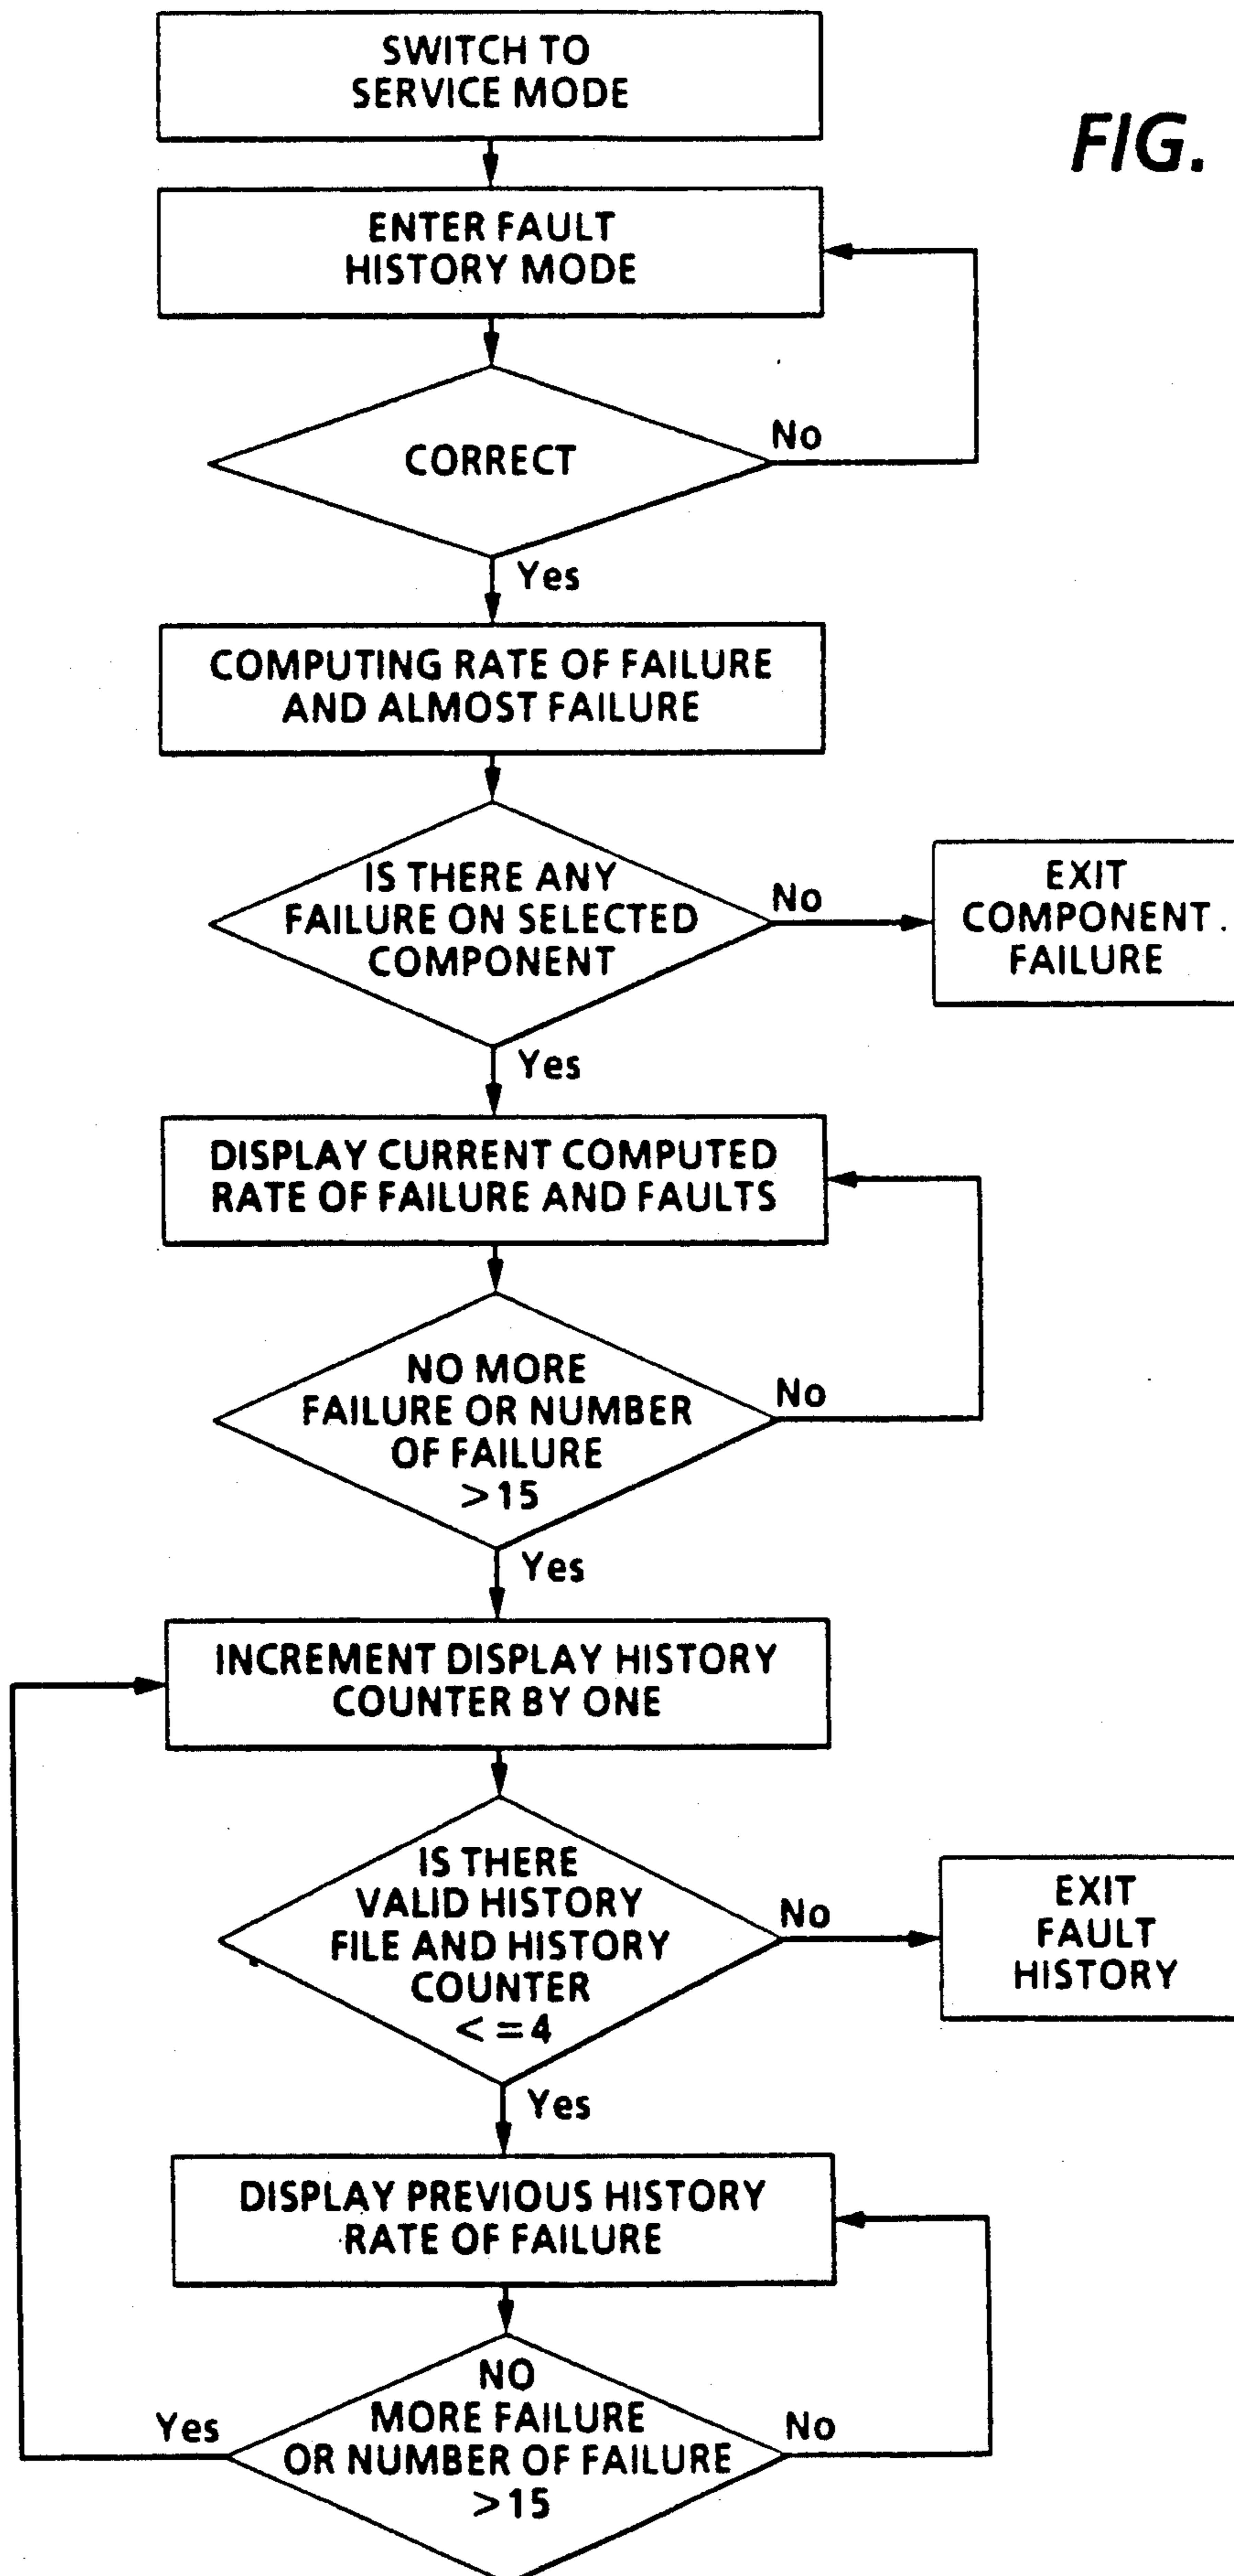 SWITCH TO
SERVICE MODE
FIG.
ENTER FAULT
HISTORY MODE
CORRECT
No
Yes
COMPUTING RATE OF FAILURE
AND ALMOST FAILURE
IS THERE ANY
FAILURE ON SELECTED
COMPONENT
No
EXIT
COMPONENT
FAILURE
Yes
DISPLAY CURRENT COMPUTED
RATE OF FAILURE AND FAULTS
NO MORE
FAILURE OR NUMBER
OF FAILURE
>15
No
Yes
INCREMENT DISPLAY HISTORY
COUNTER BY ONE
IS THERE
VALID HISTORY
FILE AND HISTORY
COUNTER
<=4
No
EXIT
FAULT
HISTORY
Yes
DISPLAY PREVIOUS HISTORY
RATE OF FAILURE
NO
MORE FAILURE
OR NUMBER OF FAILURE
>15
Yes
No